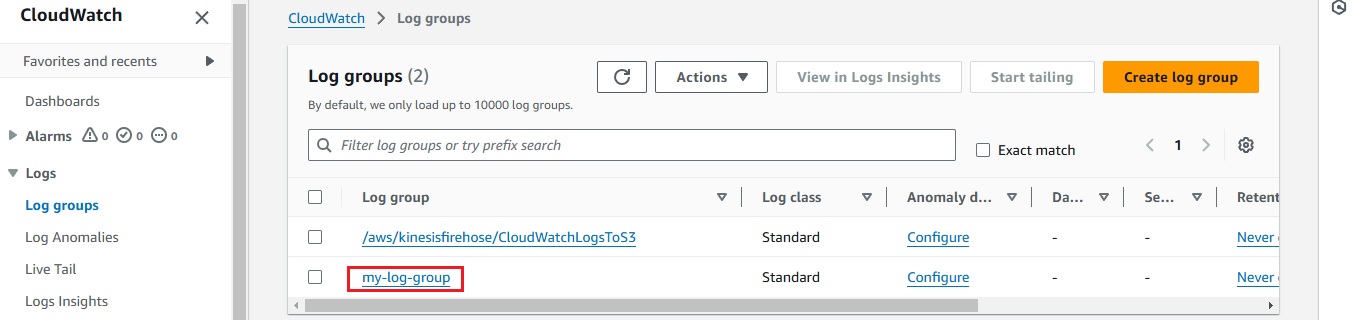 CloudWatch
Favorites and recents
Dashboards
Alarms 0 0 0
Logs
Log groups
Log Anomalies
Live Tail
Logs Insights
CloudWatch > Log groups
Log groups (2)
Actions
View in Logs Insights
Start tailing
Create log group
By default, we only load up to 10000 log groups.
Filter log groups or try prefix search
Exact match
1
Log group Log class Anomaly d... Da... Se... Retent
/aws/kinesisfirehose/CloudWatchLogsToS3 Standard Configure - - Never
my-log-group Standard Configure - - Never